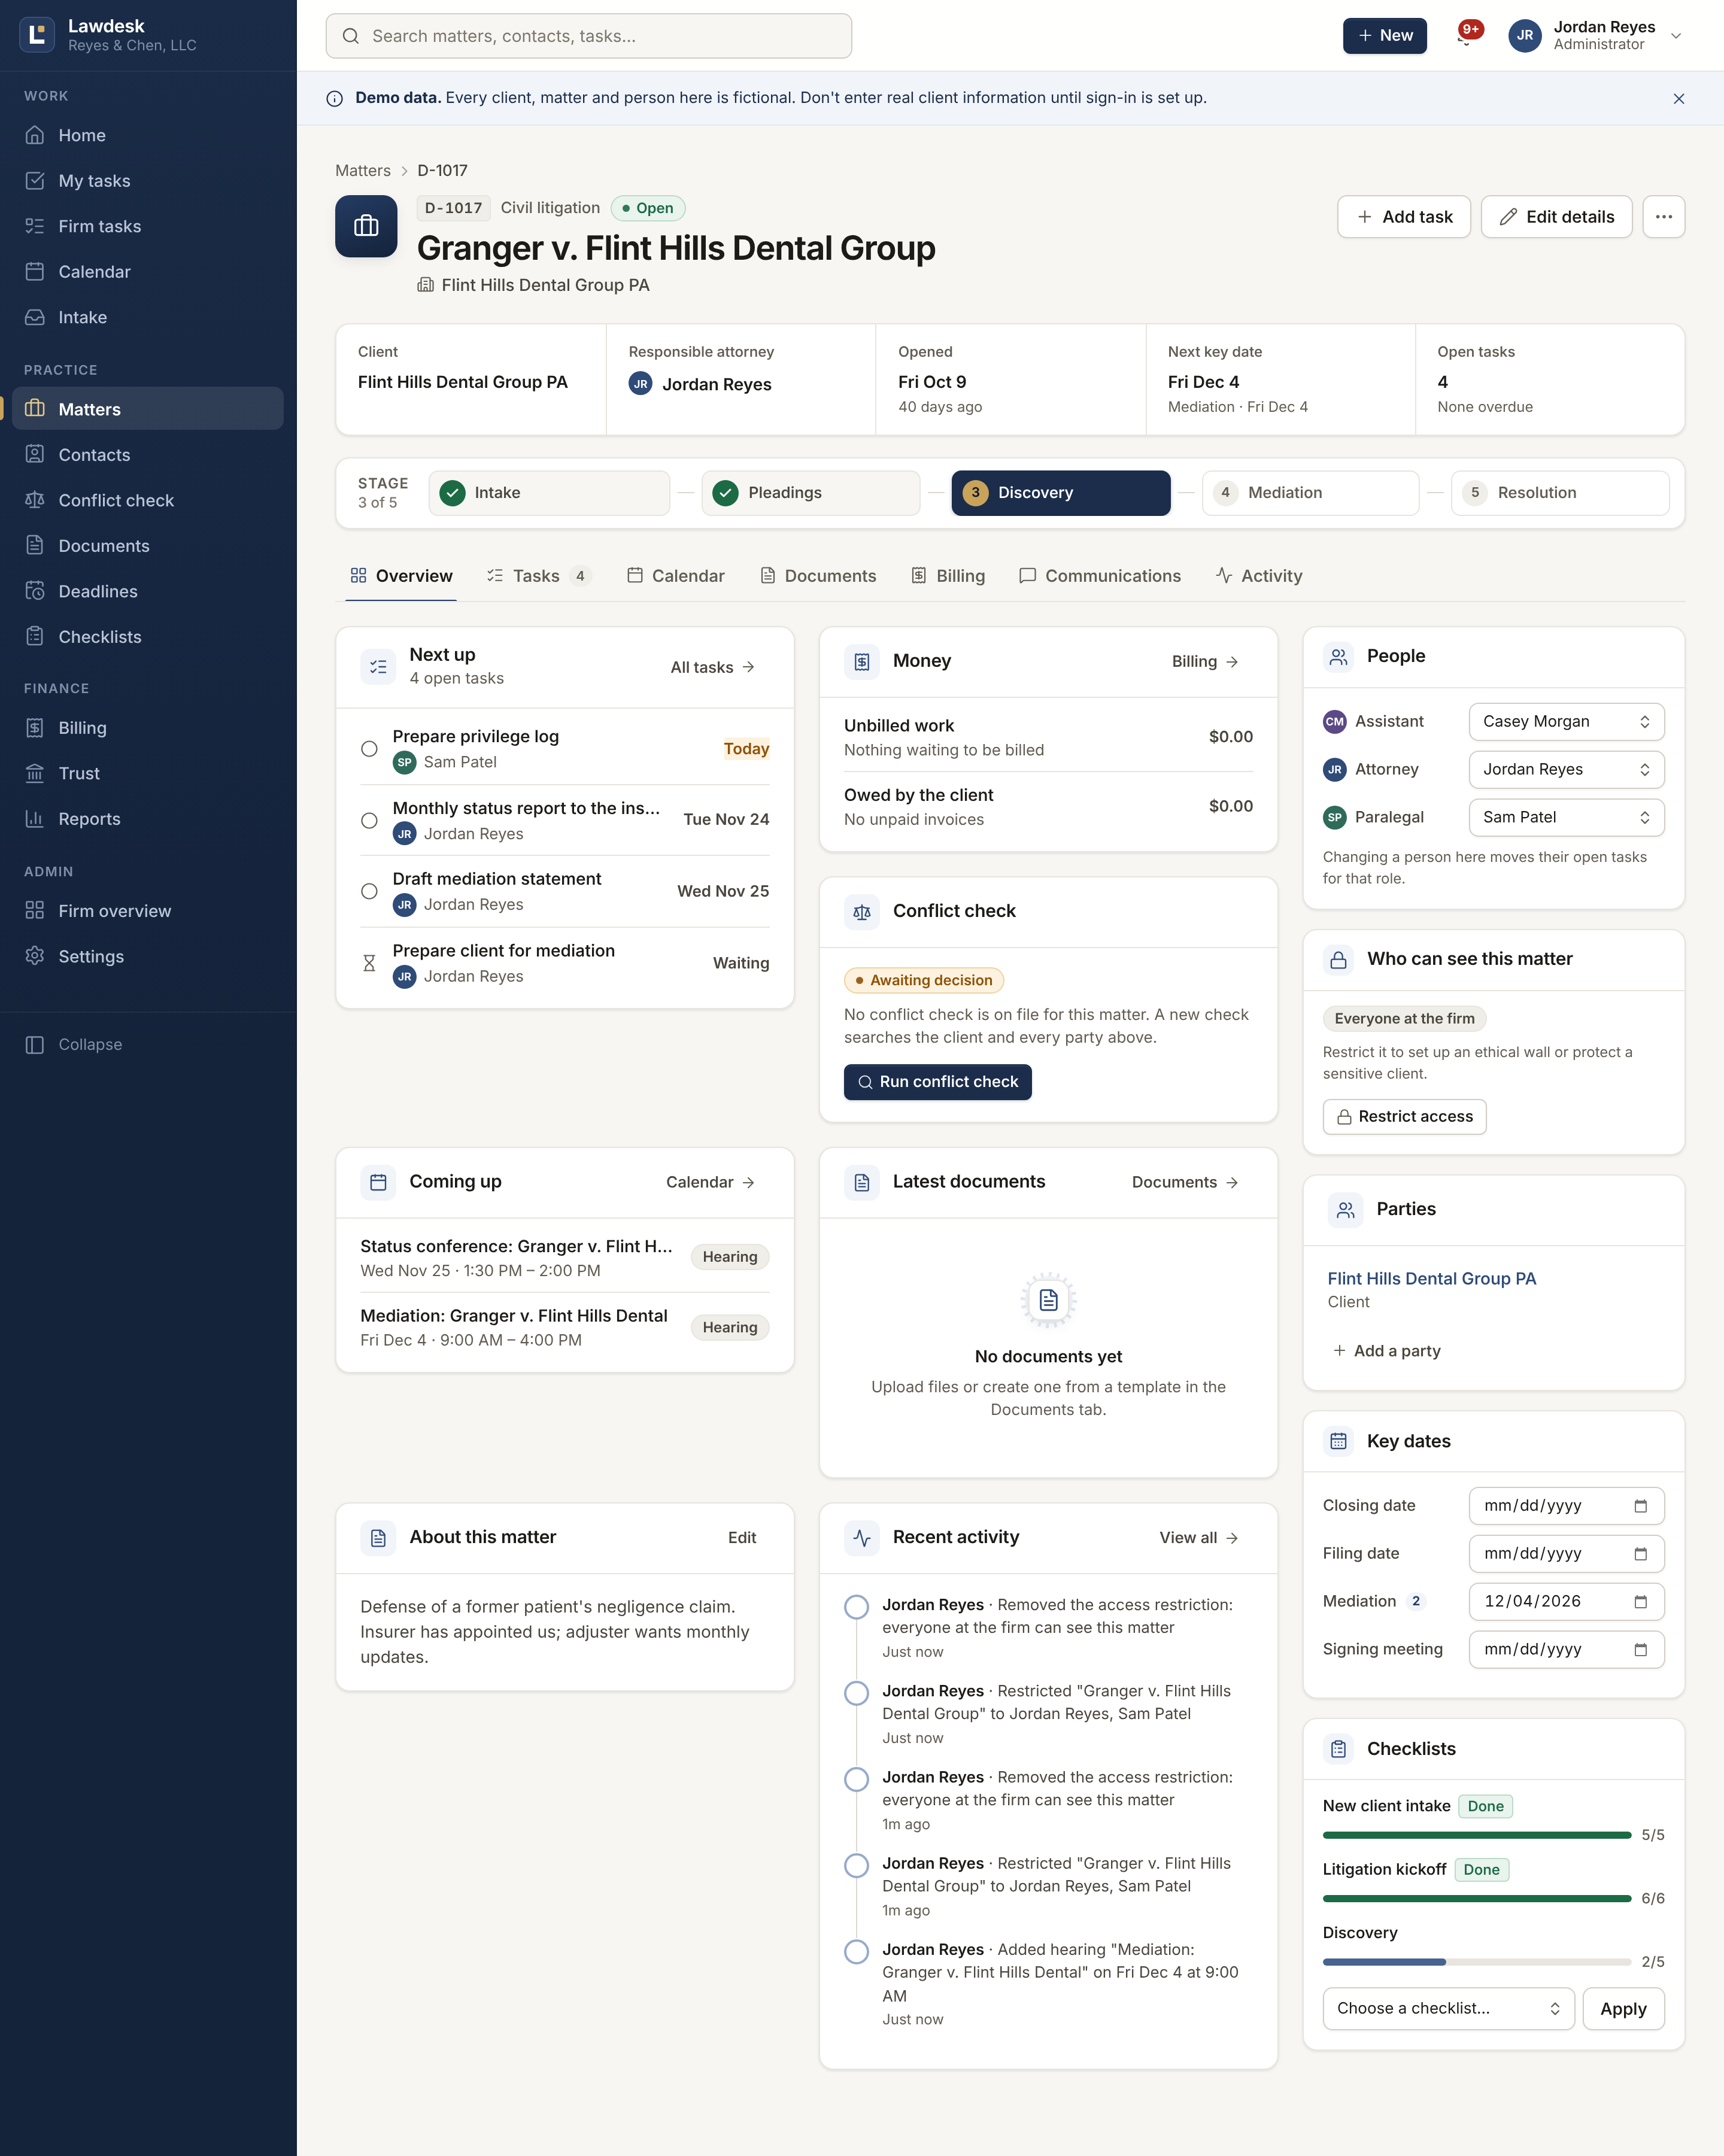 Lawdesk
Reyes & Chen, LLC
WORK
Home
My tasks
Firm tasks
Calendar
Intake
PRACTICE
Matters
Contacts
Conflict check
Documents
Deadlines
Checklists
FINANCE
Billing
Trust
Reports
ADMIN
Firm overview
Settings
Collapse
Search matters, contacts, tasks...
New
9+
JR
Jordan Reyes
Administrator
Demo data. Every client, matter and person here is fictional. Don't enter real client information until sign-in is set up.
Matters > D-1017
D-1017 Civil litigation Open
Granger v. Flint Hills Dental Group
Flint Hills Dental Group PA
Add task
Edit details
Client
Flint Hills Dental Group PA
Responsible attorney
JR Jordan Reyes
Opened
Fri Oct 9
40 days ago
Next key date
Fri Dec 4
Mediation · Fri Dec 4
Open tasks
4
None overdue
STAGE
3 of 5
Intake
Pleadings
3 Discovery
4 Mediation
5 Resolution
Overview
Tasks 4
Calendar
Documents
Billing
Communications
Activity
Next up
4 open tasks
All tasks
Prepare privilege log
SP Sam Patel
Today
Monthly status report to the ins...
JR Jordan Reyes
Tue Nov 24
Draft mediation statement
JR Jordan Reyes
Wed Nov 25
Prepare client for mediation
JR Jordan Reyes
Waiting
Money
Billing
Unbilled work
Nothing waiting to be billed
$0.00
Owed by the client
No unpaid invoices
$0.00
Conflict check
Awaiting decision
No conflict check is on file for this matter. A new check
searches the client and every party above.
Run conflict check
People
CM Assistant
Casey Morgan
JR Attorney
Jordan Reyes
SP Paralegal
Sam Patel
Changing a person here moves their open tasks
for that role.
Who can see this matter
Everyone at the firm
Restrict it to set up an ethical wall or protect a
sensitive client.
Restrict access
Coming up
Calendar
Status conference: Granger v. Flint H...
Wed Nov 25 · 1:30 PM – 2:00 PM
Hearing
Mediation: Granger v. Flint Hills Dental
Fri Dec 4 · 9:00 AM – 4:00 PM
Hearing
Latest documents
Documents
No documents yet
Upload files or create one from a template in the
Documents tab.
Parties
Flint Hills Dental Group PA
Client
Add a party
Key dates
Closing date
mm/dd/yyyy
Filing date
mm/dd/yyyy
Mediation 2
12/04/2026
Signing meeting
mm/dd/yyyy
About this matter
Edit
Defense of a former patient's negligence claim.
Insurer has appointed us; adjuster wants monthly
updates.
Recent activity
View all
Jordan Reyes · Removed the access restriction:
everyone at the firm can see this matter
Just now
Jordan Reyes · Restricted "Granger v. Flint Hills
Dental Group" to Jordan Reyes, Sam Patel
Just now
Jordan Reyes · Removed the access restriction:
everyone at the firm can see this matter
1m ago
Jordan Reyes · Restricted "Granger v. Flint Hills
Dental Group" to Jordan Reyes, Sam Patel
1m ago
Jordan Reyes · Added hearing "Mediation:
Granger v. Flint Hills Dental" on Fri Dec 4 at 9:00
AM
Just now
Checklists
New client intake Done
5/5
Litigation kickoff Done
6/6
Discovery
2/5
Choose a checklist...
Apply